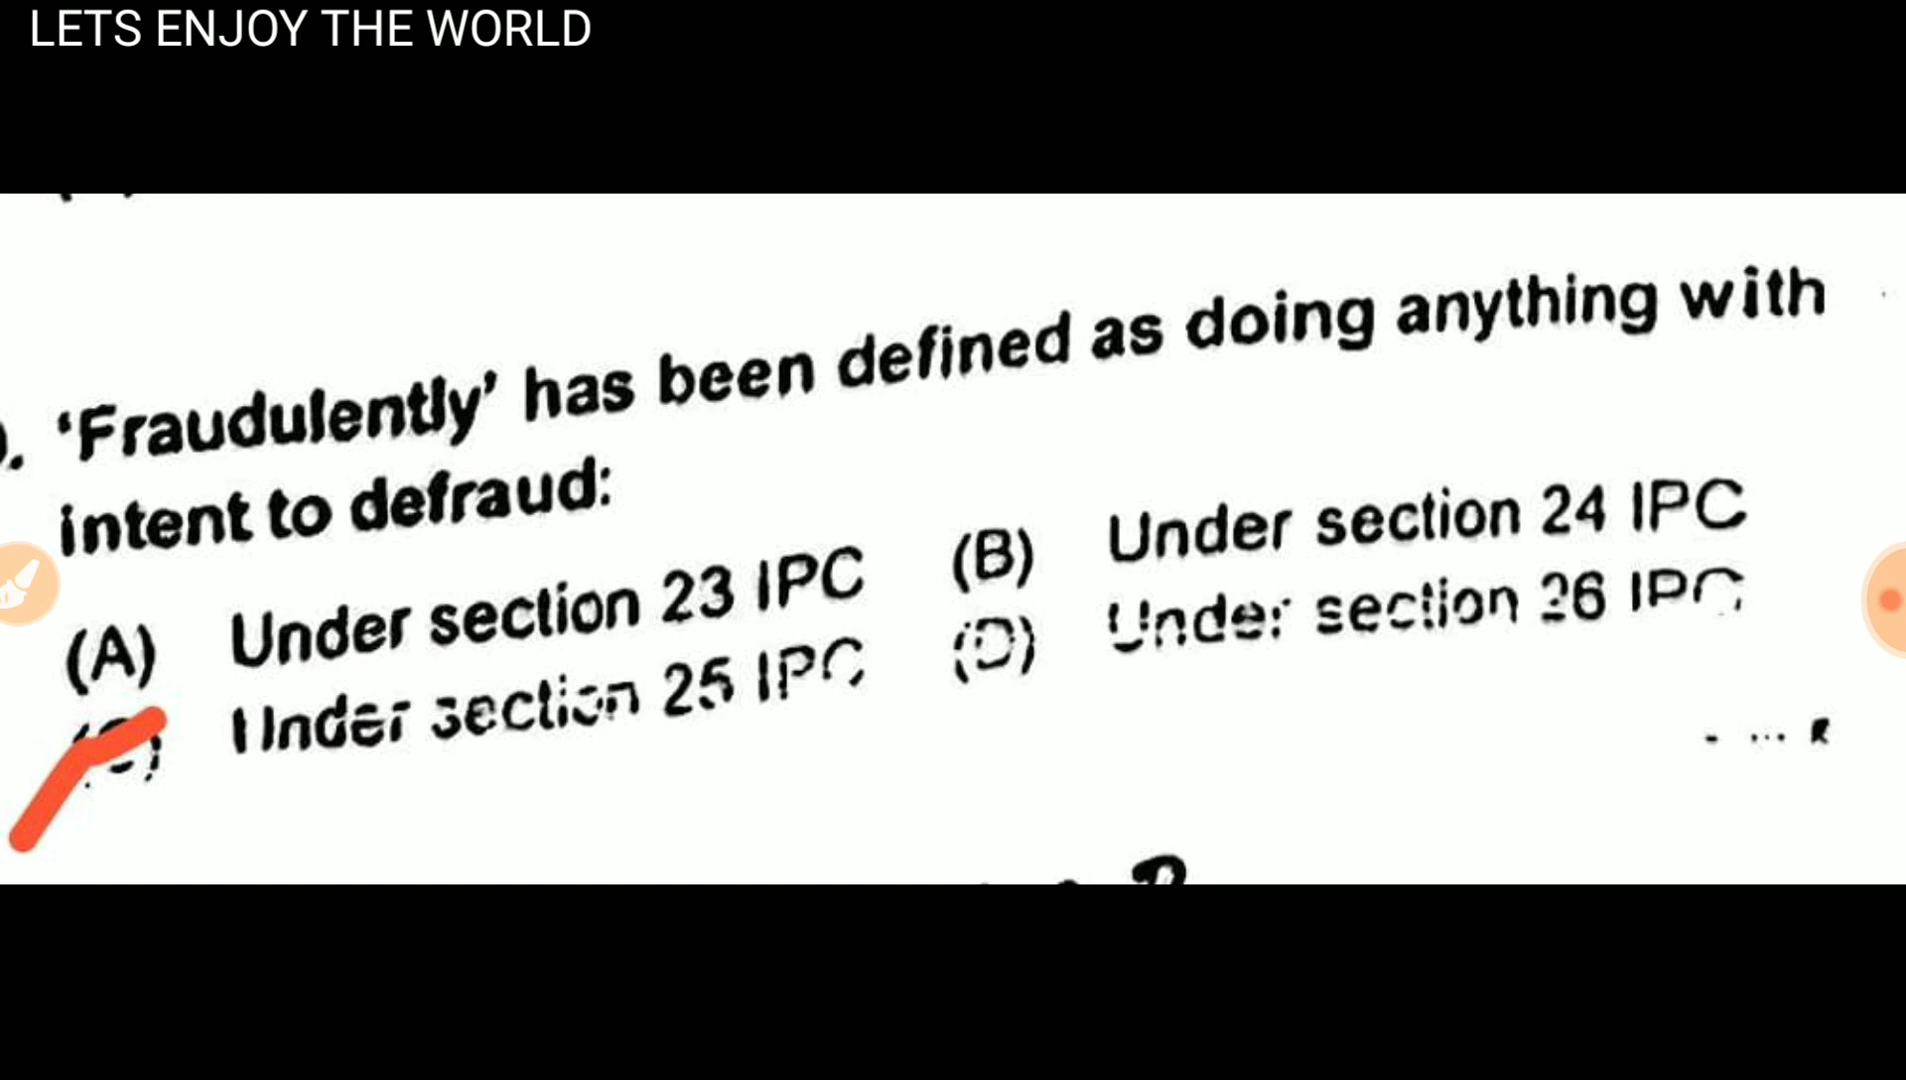 LETS ENJOY THE WORLD
'Fraudulently' has been defined as doing anything with
intent to defraud:
(A) Under section 23 IPC (B) Under section 24 IPC
(C) Under section 25 IPC (D) Under section 26 IPC